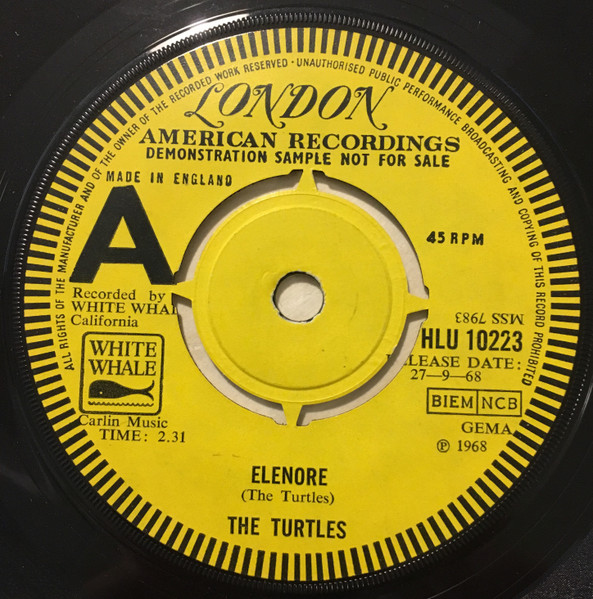 ALL RIGHTS OF THE MANUFACTURER AND OF THE OWNER OF THE RECORDED WORK RESERVED · UNAUTHORISED PUBLIC PERFORMANCE BROADCASTING AND COPYING OF THIS RECORD PROHIBITED
LONDON
AMERICAN RECORDINGS
DEMONSTRATION SAMPLE NOT FOR SALE
MADE IN ENGLAND
A
45 RPM
Recorded by
WHITE WHAL
California
MSS 7983
HLU 10223
LEASE DATE:
27-9-68
WHITE
WHALE
BIEM NCB
GEMA
℗ 1968
Carlin Music
TIME: 2.31
ELENORE
(The Turtles)
THE TURTLES